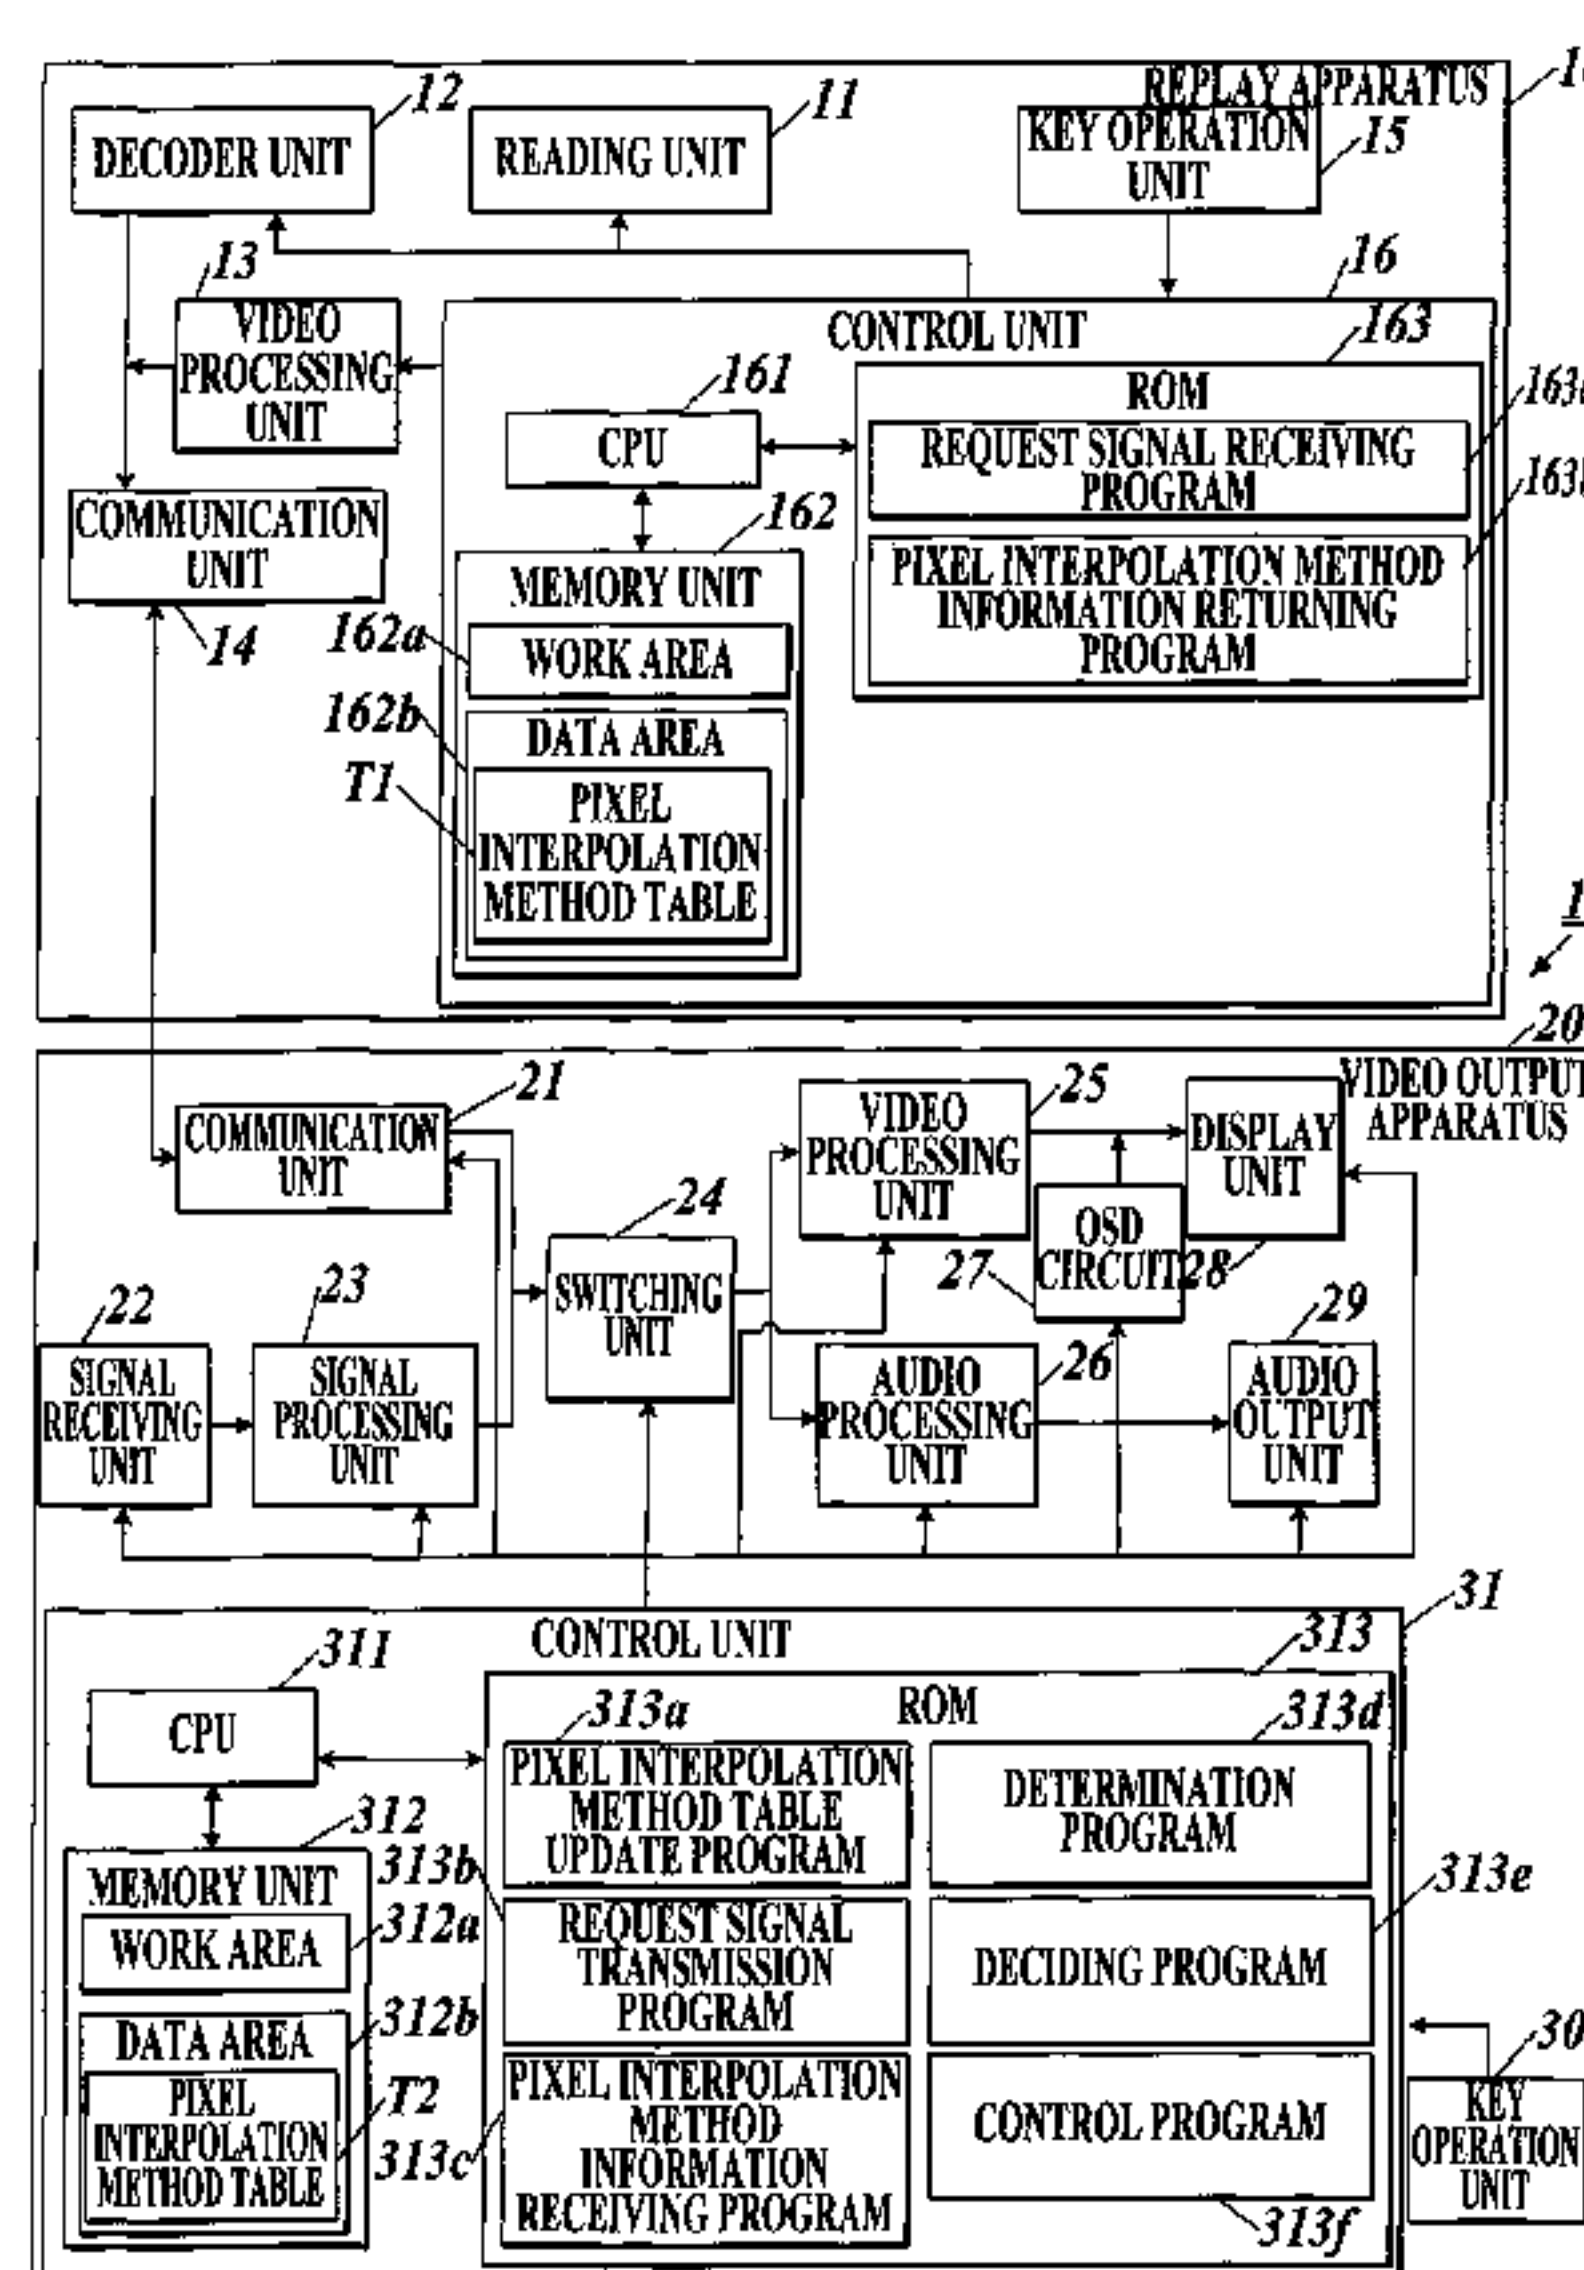 REPLAY APPARATUS
12
DECODER UNIT
11
READING UNIT
KEY OPERATION
UNIT
15
13
VIDEO
PROCESSING
UNIT
16
CONTROL UNIT
163
161
CPU
ROM
REQUEST SIGNAL RECEIVING
PROGRAM
PIXEL INTERPOLATION METHOD
INFORMATION RETURNING
PROGRAM
COMMUNICATION
UNIT
14
162
MEMORY UNIT
162a
WORK AREA
162b
DATA AREA
T1
PIXEL
INTERPOLATION
METHOD TABLE
1
20
VIDEO OUTPUT
APPARATUS
21
COMMUNICATION
UNIT
25
VIDEO
PROCESSING
UNIT
DISPLAY
UNIT
28
27
OSD
CIRCUIT
24
SWITCHING
UNIT
22
SIGNAL
RECEIVING
UNIT
23
SIGNAL
PROCESSING
UNIT
26
AUDIO
PROCESSING
UNIT
29
AUDIO
OUTPUT
UNIT
31
CONTROL UNIT
311
CPU
313
ROM
313a
PIXEL INTERPOLATION
METHOD TABLE
UPDATE PROGRAM
313d
DETERMINATION
PROGRAM
312
MEMORY UNIT
312a
WORK AREA
312b
DATA AREA
T2
PIXEL
INTERPOLATION
METHOD TABLE
313b
REQUEST SIGNAL
TRANSMISSION
PROGRAM
313e
DECIDING PROGRAM
313c
PIXEL INTERPOLATION
METHOD
INFORMATION
RECEIVING PROGRAM
CONTROL PROGRAM
313f
30
KEY
OPERATION
UNIT